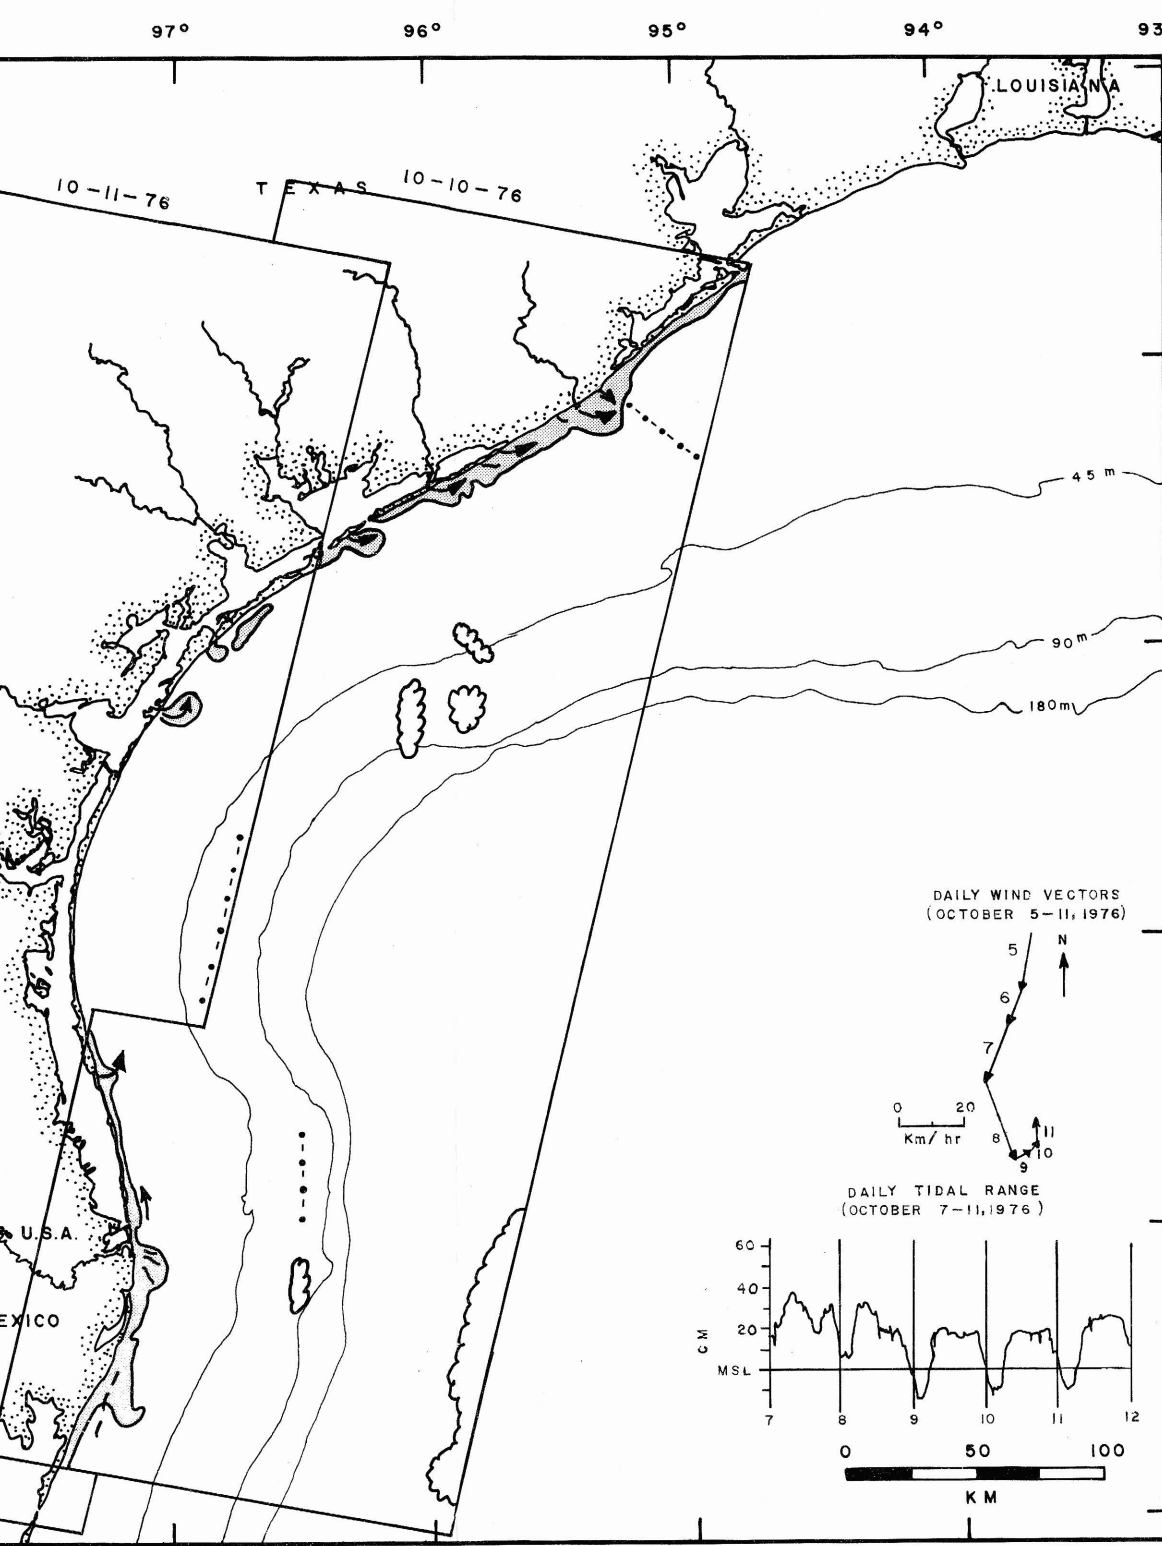 97° 96° 95° 94° 93
LOUISIANA
10-11-76 TEXAS 10-10-76
45 m
90 m
180 m
DAILY WIND VECTORS
(OCTOBER 5-11, 1976)
N
5
6
7
0 20
Km/hr
8
11
10
9
DAILY TIDAL RANGE
(OCTOBER 7-11, 1976)
U.S.A.
EXICO
60
40
20
CM
MSL
7 8 9 10 11 12
0 50 100
KM